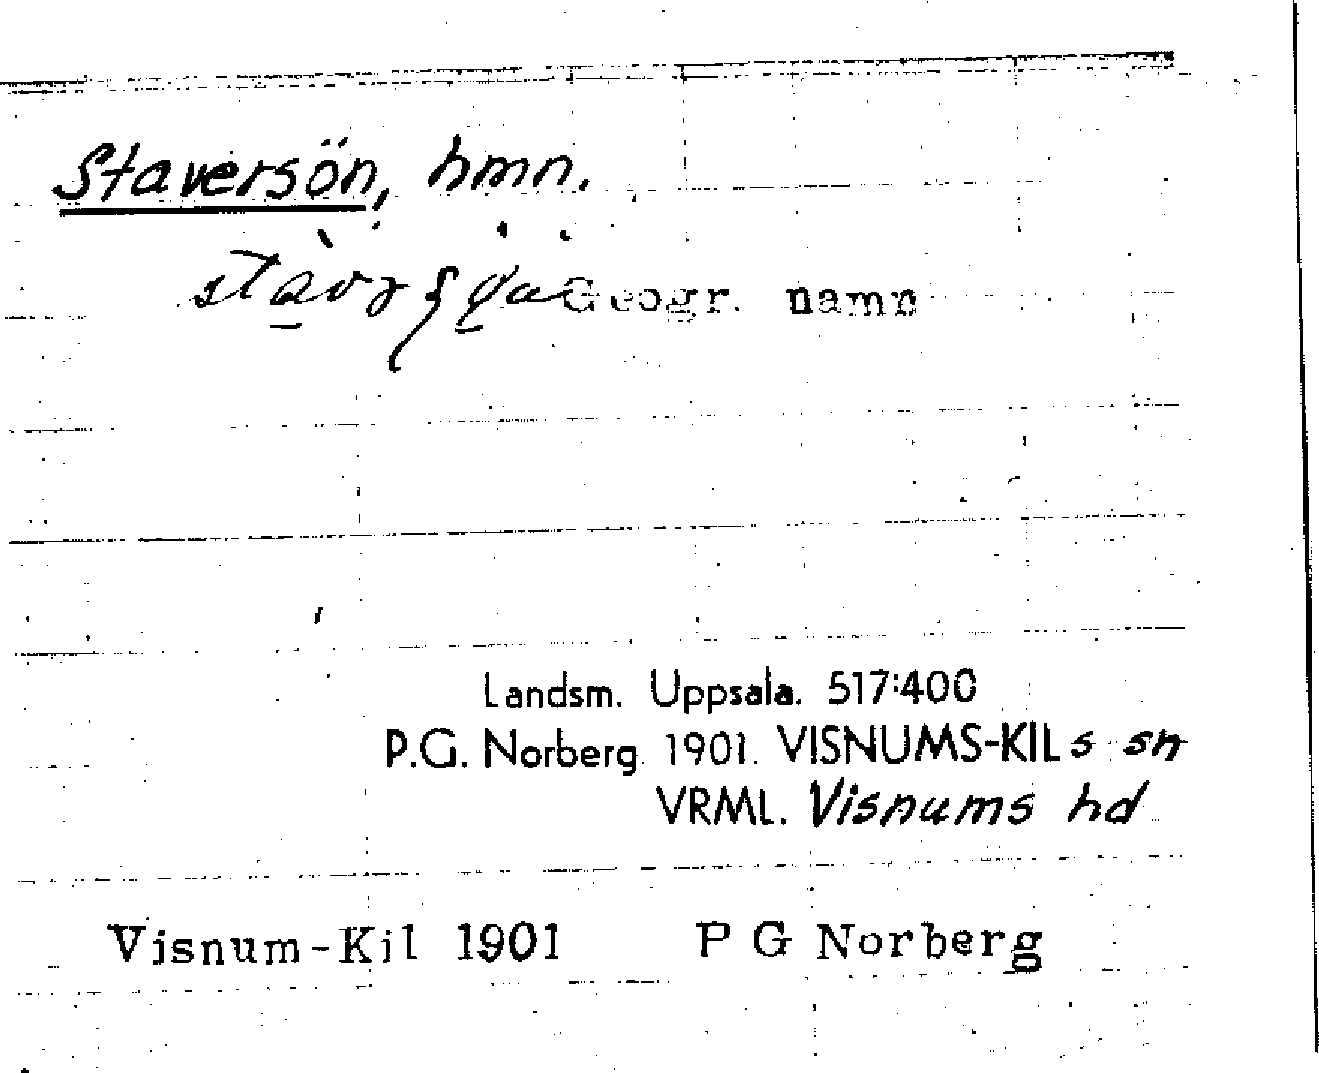 Staversön, hmn.
Geogr. namn
Landsm. Uppsala. 517:400
P.G. Norberg 1901. VISNUMS-KILs sn
VRML. Visnums hd
Visnum-Kil 1901 P G Norberg